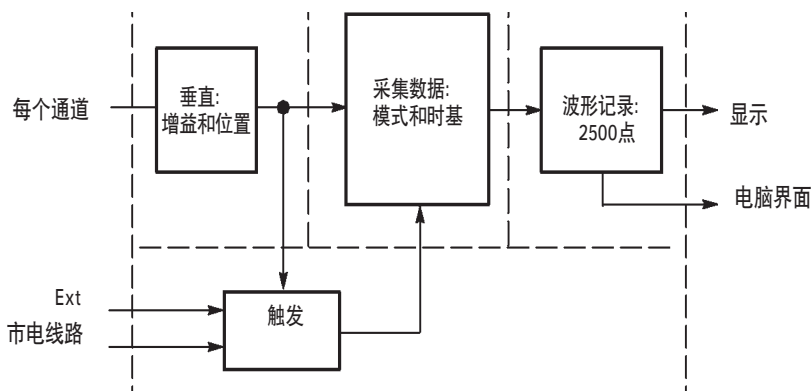 每个通道
垂直:
增益和位置
采集数据:
模式和时基
波形记录:
2500点
显示
电脑界面
Ext
市电线路
触发